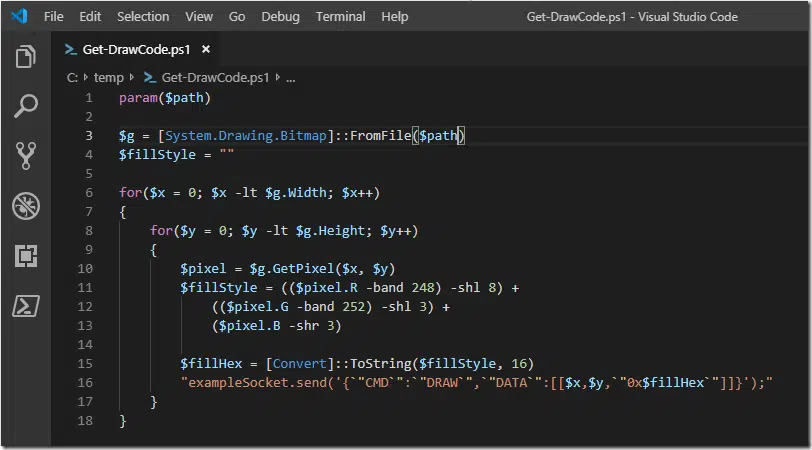 File Edit Selection View Go Debug Terminal Help Get-DrawCode.ps1 - Visual Studio Code
Get-DrawCode.ps1 ×
C: > temp > Get-DrawCode.ps1 > ...
1 param($path)
2
3 $g = [System.Drawing.Bitmap]::FromFile($path)
4 $fillStyle = ""
5
6 for($x = 0; $x -lt $g.Width; $x++)
7 {
8 for($y = 0; $y -lt $g.Height; $y++)
9 {
10 $pixel = $g.GetPixel($x, $y)
11 $fillStyle = (($pixel.R -band 248) -shl 8) +
12 (($pixel.G -band 252) -shl 3) +
13 ($pixel.B -shr 3)
14
15 $fillHex = [Convert]::ToString($fillStyle, 16)
16 "exampleSocket.send('{`"CMD`":`"DRAW`",`"DATA`":[[$x,$y,`"0x$fillHex`"]]}');"
17 }
18 }